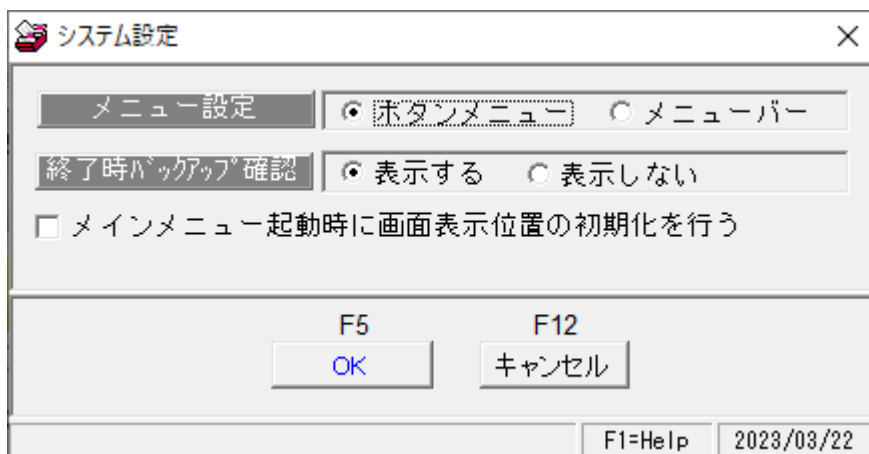 システム設定
メニュー設定 ボタンメニュー メニューバー
終了時ﾊﾞｯｸｱｯﾌﾟ確認 表示する 表示しない
メインメニュー起動時に画面表示位置の初期化を行う
F5 F12
OK キャンセル
F1=Help 2023/03/22